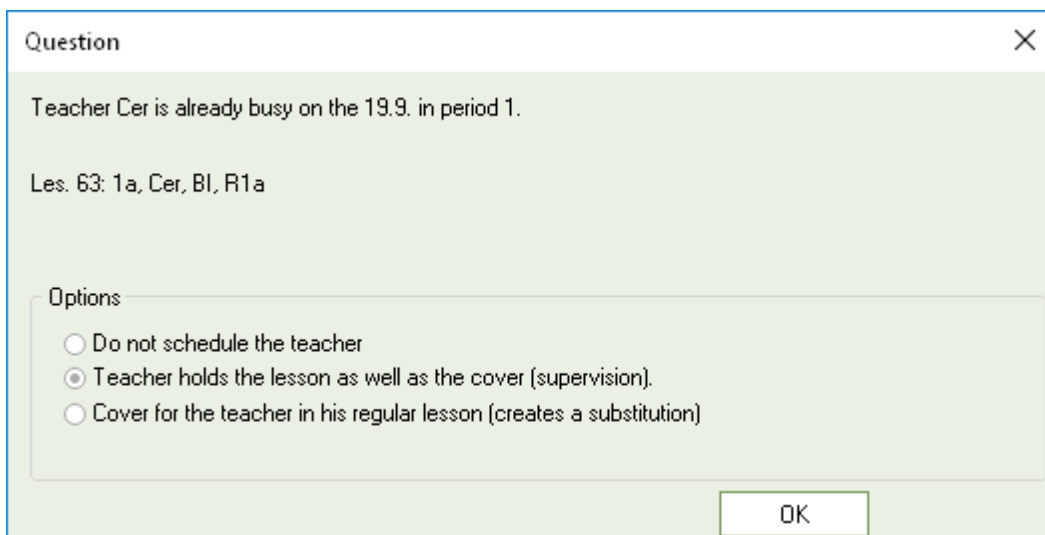 Question
Teacher Cer is already busy on the 19.9. in period 1.
Les. 63: 1a, Cer, BI, R1a
Options
Do not schedule the teacher
Teacher holds the lesson as well as the cover (supervision).
Cover for the teacher in his regular lesson (creates a substitution)
OK